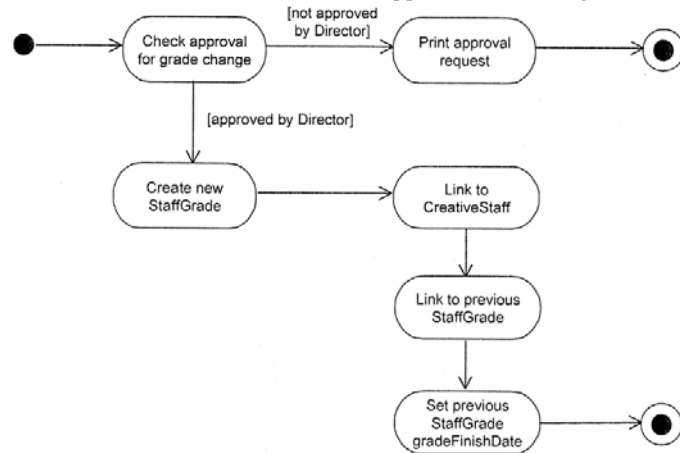 [not approved
by Director]
Check approval
for grade change
Print approval
request
[approved by Director]
Create new
StaffGrade
Link to
CreativeStaff
Link to previous
StaffGrade
Set previous
StaffGrade
gradeFinishDate